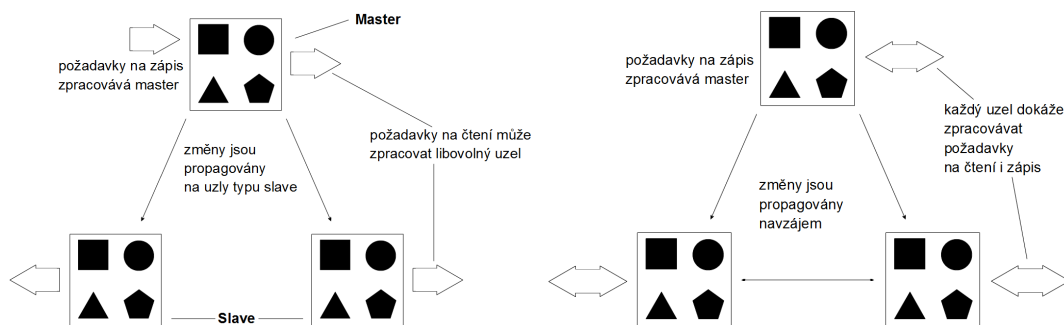 Master
požadavky na zápis
zpracovává master
požadavky na čtení může
zpracovat libovolný uzel
změny jsou
propagovány
na uzly typu slave
Slave
požadavky na zápis
zpracovává master
každý uzel dokáže
zpracovávat
požadavky
na čtení i zápis
změny jsou
propagovány
navzájem